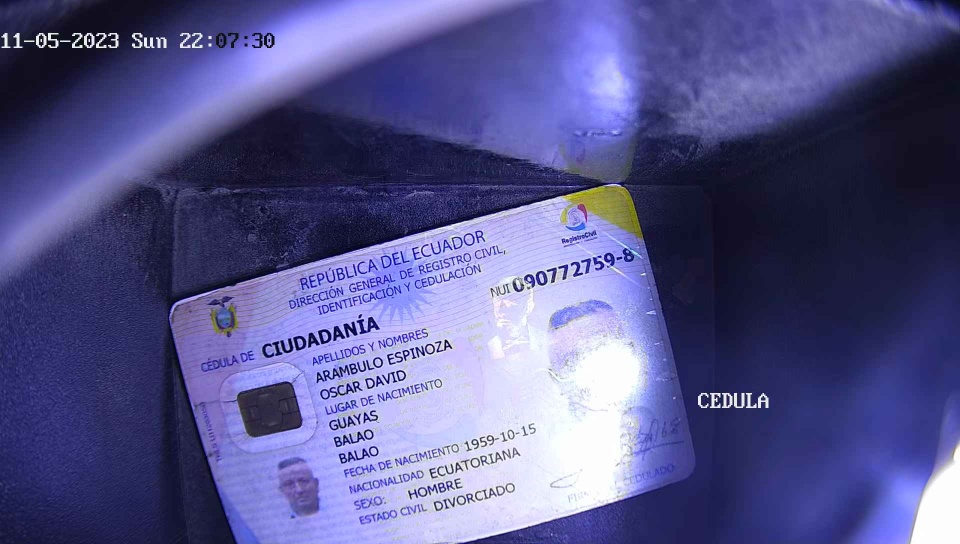 11-05-2023 Sun 22:07:30
RegistroCivil
REPÚBLICA DEL ECUADOR
DIRECCIÓN GENERAL DE REGISTRO CIVIL,
IDENTIFICACIÓN Y CEDULACIÓN
NUI 090772759-8
CÉDULA DE CIUDADANÍA
APELLIDOS Y NOMBRES
ARAMBULO ESPINOZA
OSCAR DAVID
LUGAR DE NACIMIENTO
GUAYAS
BALAO
BALAO
FECHA DE NACIMIENTO 1959-10-15
NACIONALIDAD ECUATORIANA
SEXO: HOMBRE
ESTADO CIVIL DIVORCIADO
CEDULA